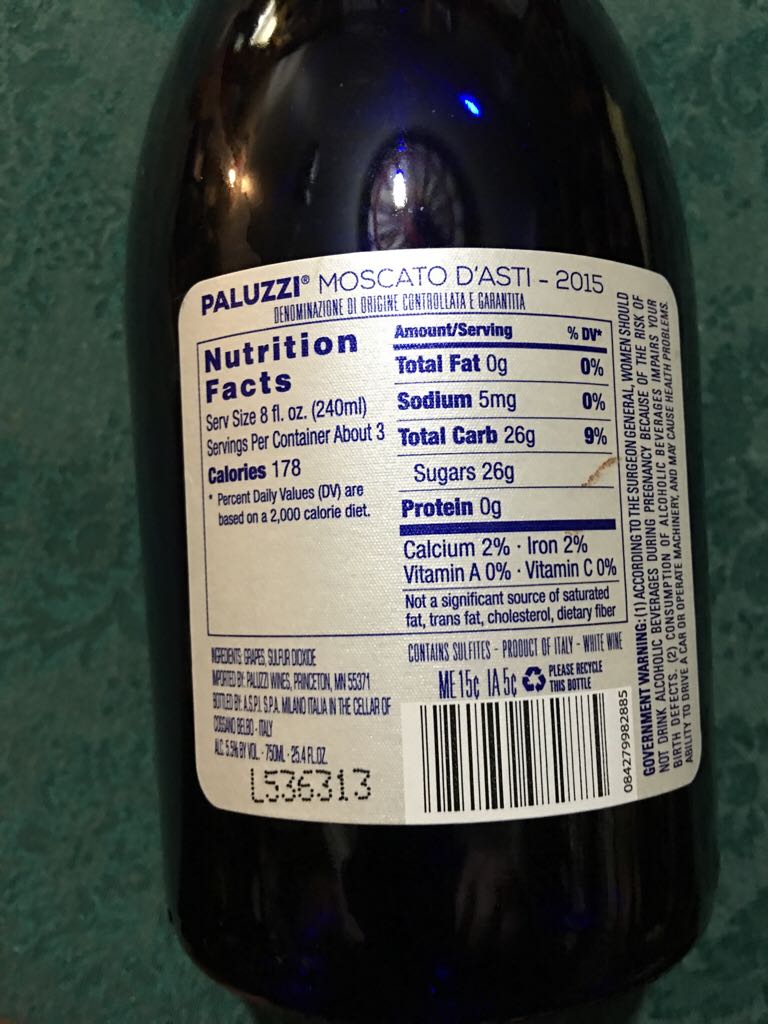 PALUZZI® MOSCATO D'ASTI - 2015
DENOMINAZIONE DI ORIGINE CONTROLLATA E GARANTITA
Nutrition
Facts
Serv Size 8 fl. oz. (240ml)
Servings Per Container About 3
Calories 178
* Percent Daily Values (DV) are
based on a 2,000 calorie diet.
Amount/Serving % DV*
Total Fat 0g 0%
Sodium 5mg 0%
Total Carb 26g 9%
Sugars 26g
Protein 0g
Calcium 2% · Iron 2%
Vitamin A 0% · Vitamin C 0%
Not a significant source of saturated
fat, trans fat, cholesterol, dietary fiber
INGREDIENTS: GRAPES, SULFUR DIOXIDE
IMPORTED BY: PALUZZI WINES, PRINCETON, MN 55371
BOTTLED BY: A.S.P.I. S.P.A. MILANO ITALIA IN THE CELLAR OF
COSSANO BELBO - ITALY
ALC. 5.5% BY VOL. - 750ML - 25.4 FL.OZ.
L536313
CONTAINS SULFITES - PRODUCT OF ITALY - WHITE WINE
ME 15¢ IA 5¢ PLEASE RECYCLE
THIS BOTTLE
084279982885
GOVERNMENT WARNING: (1) ACCORDING TO THE SURGEON GENERAL, WOMEN SHOULD
NOT DRINK ALCOHOLIC BEVERAGES DURING PREGNANCY BECAUSE OF THE RISK OF
BIRTH DEFECTS. (2) CONSUMPTION OF ALCOHOLIC BEVERAGES IMPAIRS YOUR
ABILITY TO DRIVE A CAR OR OPERATE MACHINERY, AND MAY CAUSE HEALTH PROBLEMS.